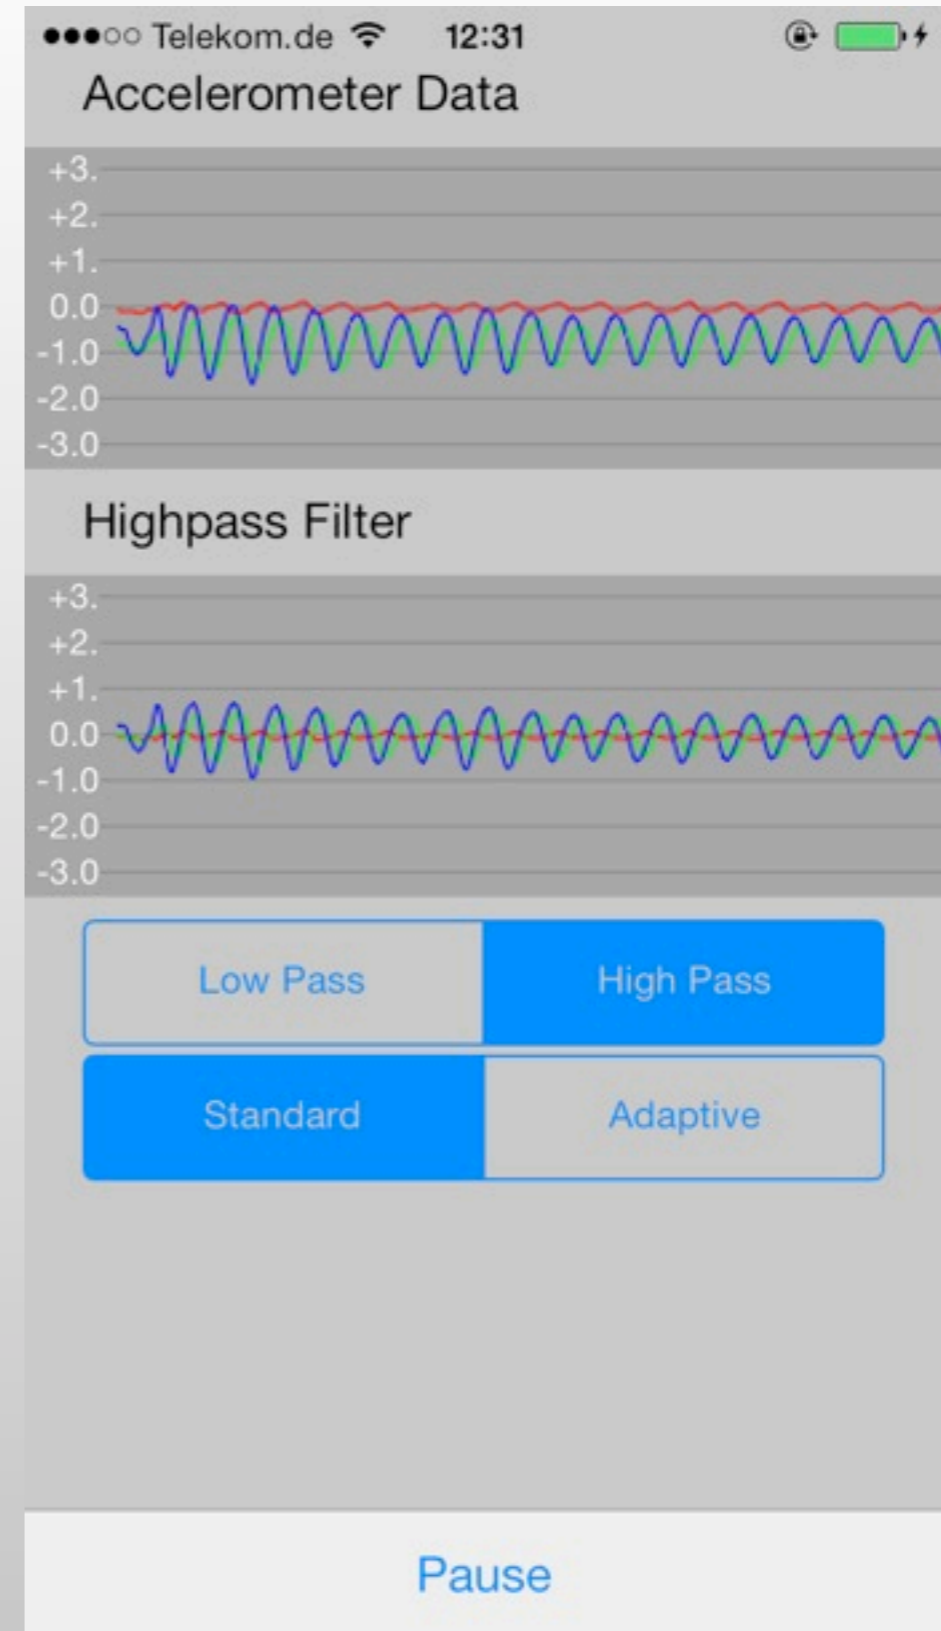 Telekom.de 12:31
Accelerometer Data
+3.
+2.
+1.
0.0
-1.0
-2.0
-3.0
Highpass Filter
+3.
+2.
+1.
0.0
-1.0
-2.0
-3.0
Low Pass High Pass
Standard Adaptive
Pause